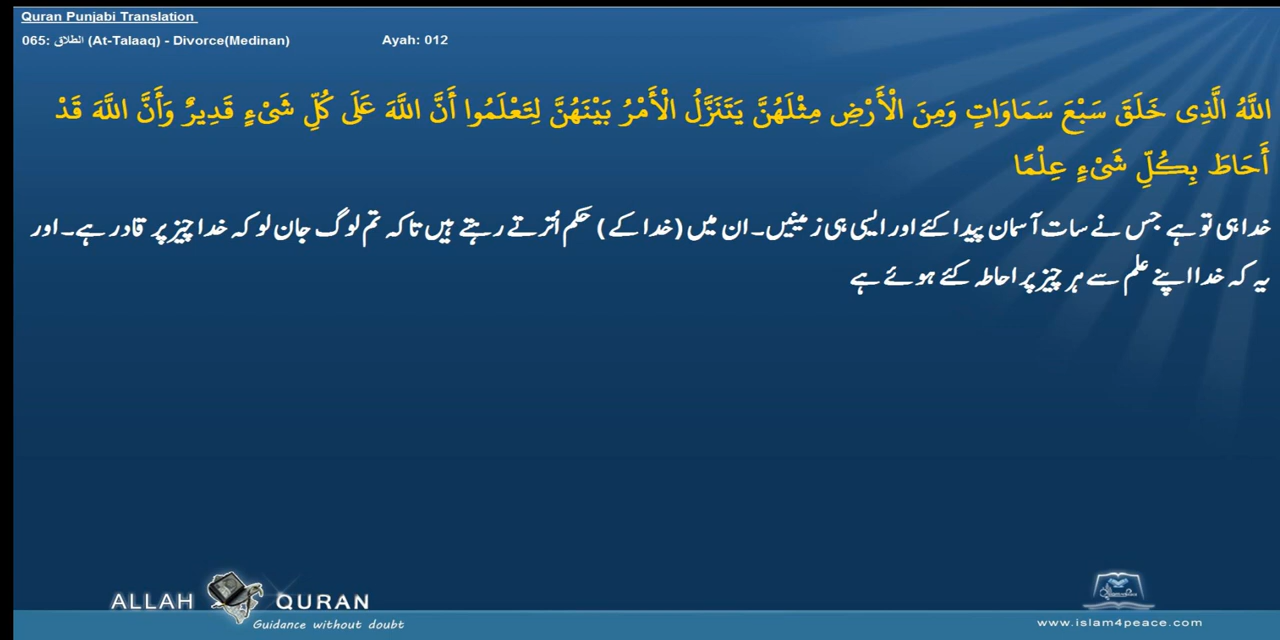 Quran Punjabi Translation
065: الطلاق (At-Talaaq) - Divorce(Medinan) Ayah: 012
اللَّهُ الَّذِى خَلَقَ سَبْعَ سَمَاوَاتٍ وَمِنَ الْأَرْضِ مِثْلَهُنَّ يَتَنَزَّلُ الْأَمْرُ بَيْنَهُنَّ لِتَعْلَمُوا أَنَّ اللَّهَ عَلَى كُلِّ شَىْءٍ قَدِيرٌ وَأَنَّ اللَّهَ قَدْ
أَحَاطَ بِكُلِّ شَىْءٍ عِلْمًا
خدا ہی تو ہے جس نے سات آسمان پیدا کئے اور ایسی ہی زمینیں۔ ان میں (خدا کے) حکم اُترتے رہتے ہیں تاکہ تم لوگ جان لو کہ خدا چیز پر قادر ہے۔ اور
یہ کہ خدا اپنے علم سے ہر چیز پر احاطہ کئے ہوئے ہے
ALLAH QURAN
Guidance without doubt
www.islam4peace.com